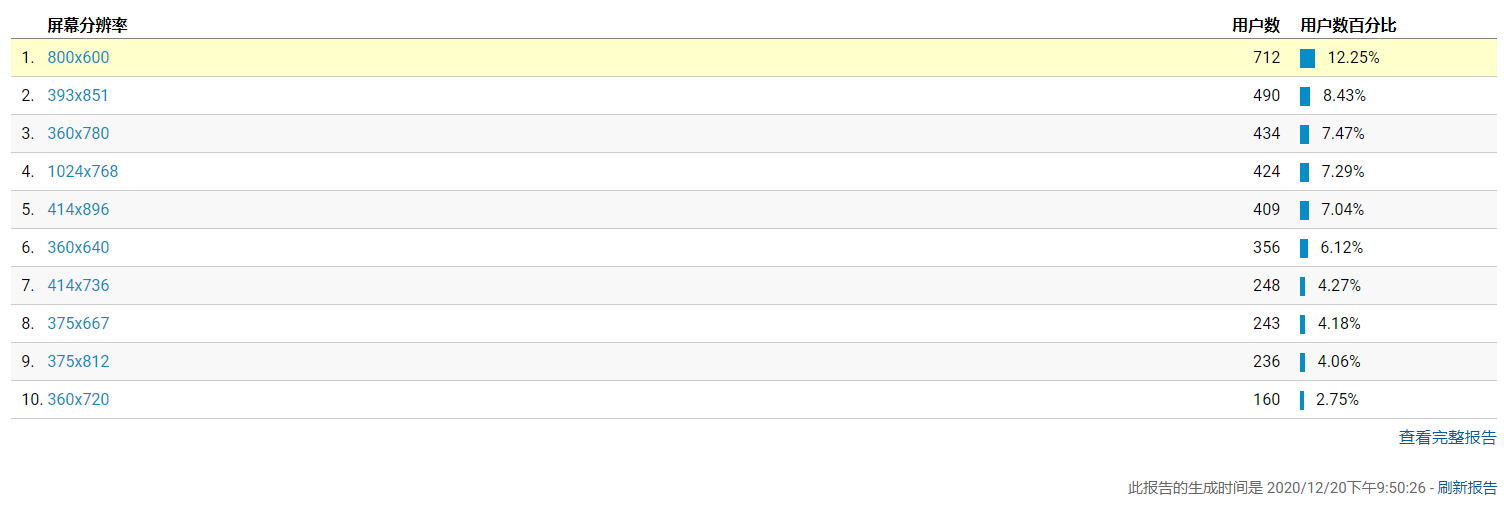 屏幕分辨率 用户数 用户数百分比
1. 800x600 712 12.25%
2. 393x851 490 8.43%
3. 360x780 434 7.47%
4. 1024x768 424 7.29%
5. 414x896 409 7.04%
6. 360x640 356 6.12%
7. 414x736 248 4.27%
8. 375x667 243 4.18%
9. 375x812 236 4.06%
10. 360x720 160 2.75%
查看完整报告
此报告的生成时间是 2020/12/20下午9:50:26 - 刷新报告